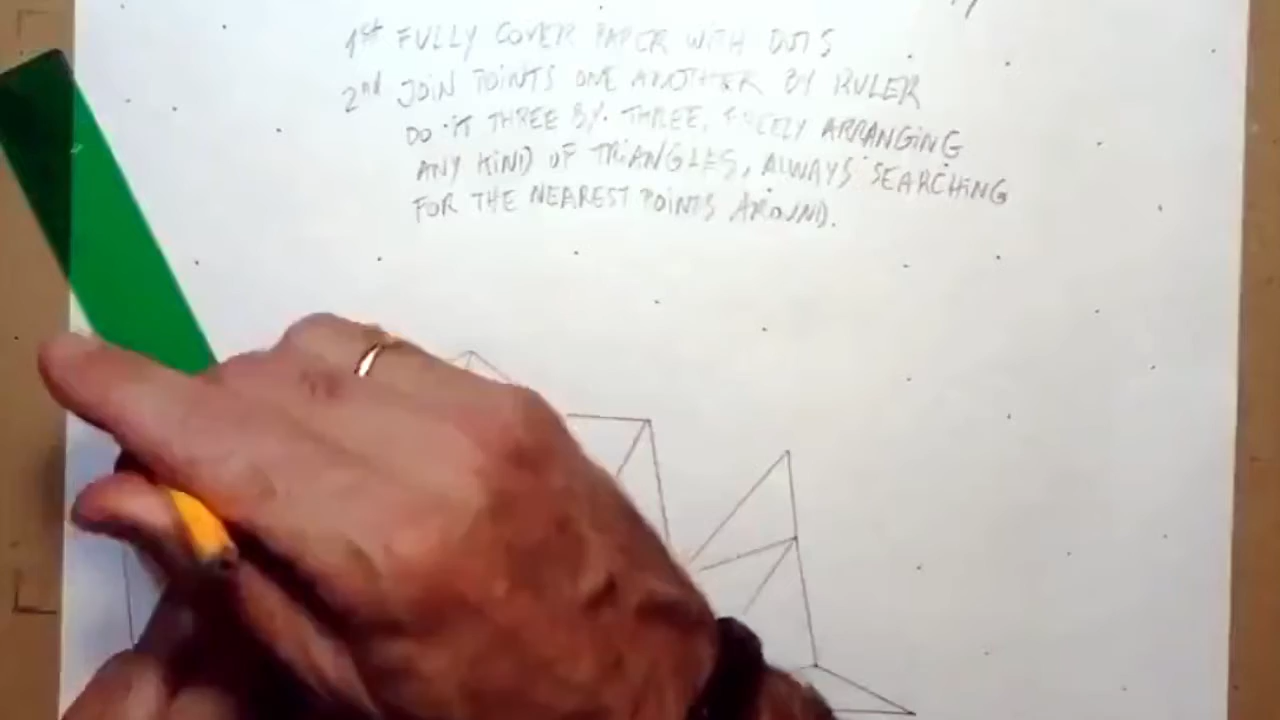 1st FULLY COVER PAPER WITH DOTS
2nd JOIN POINTS ONE ANOTHER BY RULER
DO IT THREE BY THREE, FREELY ARRANGING
ANY KIND OF TRIANGLES, ALWAYS SEARCHING
FOR THE NEAREST POINTS AROUND.